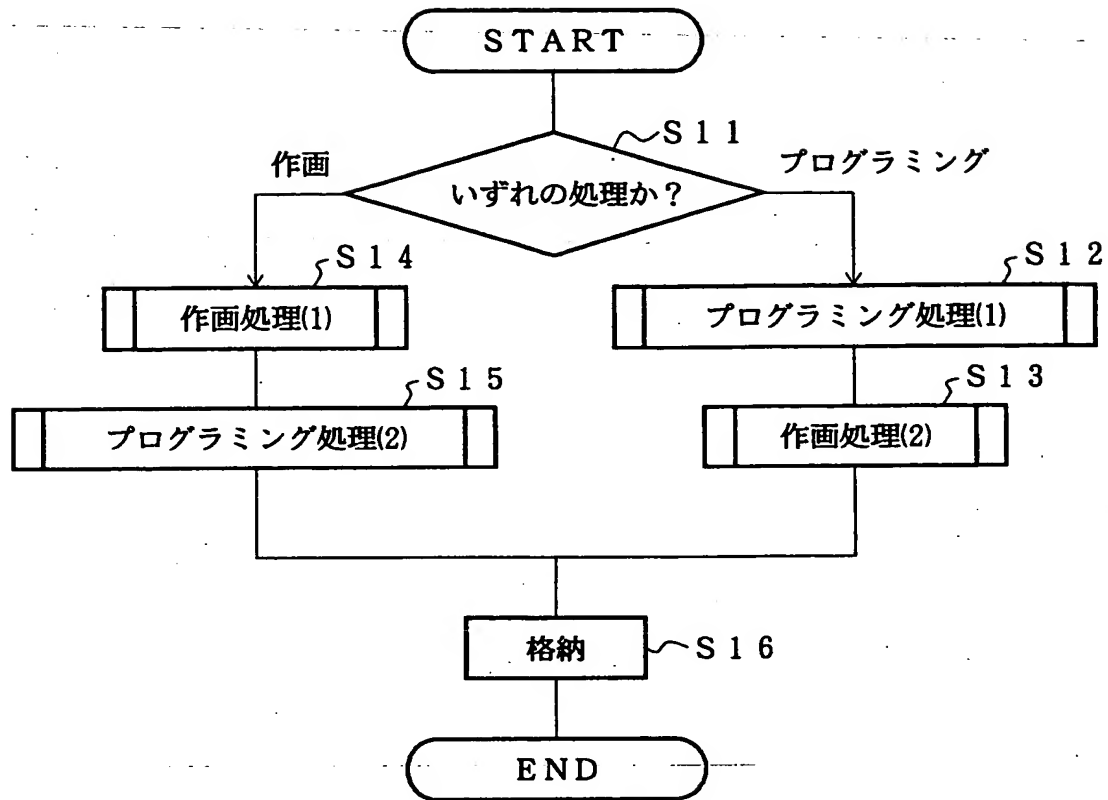 START
S11
作画
プログラミング
いずれの処理か？
S14
S12
作画処理(1)
プログラミング処理(1)
S15
S13
プログラミング処理(2)
作画処理(2)
格納
S16
END